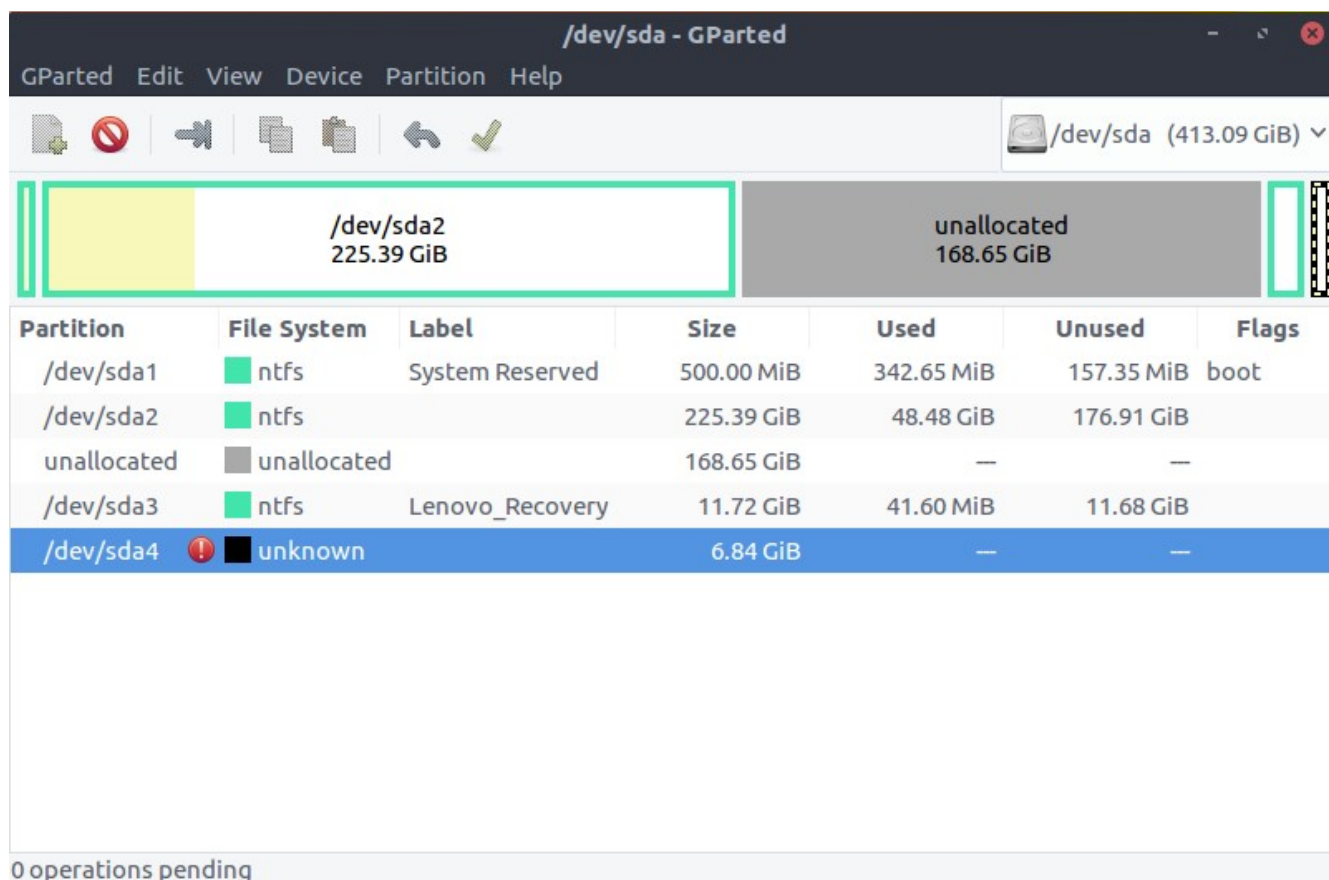 /dev/sda - GParted
GParted Edit View Device Partition Help
/dev/sda (413.09 GiB)
/dev/sda2
225.39 GiB
unallocated
168.65 GiB
Partition File System Label Size Used Unused Flags
/dev/sda1 ntfs System Reserved 500.00 MiB 342.65 MiB 157.35 MiB boot
/dev/sda2 ntfs 225.39 GiB 48.48 GiB 176.91 GiB
unallocated unallocated 168.65 GiB --- ---
/dev/sda3 ntfs Lenovo_Recovery 11.72 GiB 41.60 MiB 11.68 GiB
/dev/sda4 unknown 6.84 GiB --- ---
0 operations pending